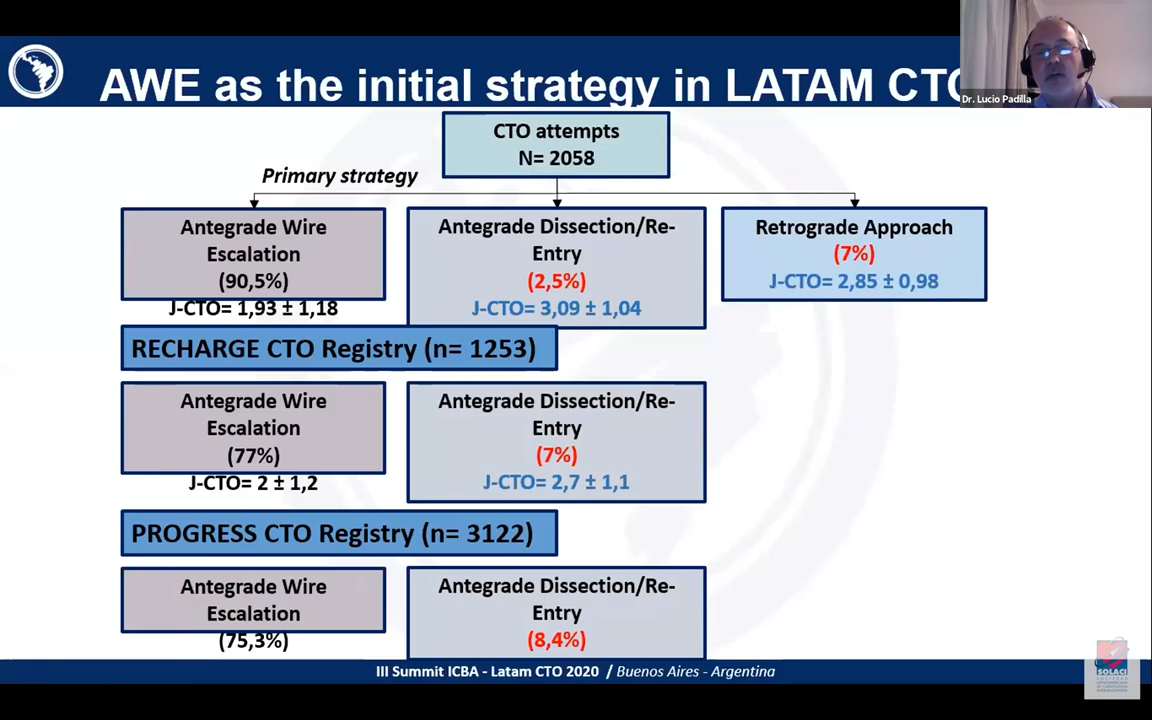 AWE as the initial strategy in LATAM CTO
Dr. Lucio Padilla
CTO attempts
N= 2058
Primary strategy
Antegrade Wire
Escalation
(90,5%)
J-CTO= 1,93 ± 1,18
Antegrade Dissection/Re-
Entry
(2,5%)
J-CTO= 3,09 ± 1,04
Retrograde Approach
(7%)
J-CTO= 2,85 ± 0,98
RECHARGE CTO Registry (n= 1253)
Antegrade Wire
Escalation
(77%)
J-CTO= 2 ± 1,2
Antegrade Dissection/Re-
Entry
(7%)
J-CTO= 2,7 ± 1,1
PROGRESS CTO Registry (n= 3122)
Antegrade Wire
Escalation
(75,3%)
Antegrade Dissection/Re-
Entry
(8,4%)
III Summit ICBA - Latam CTO 2020 / Buenos Aires - Argentina
SOLACI